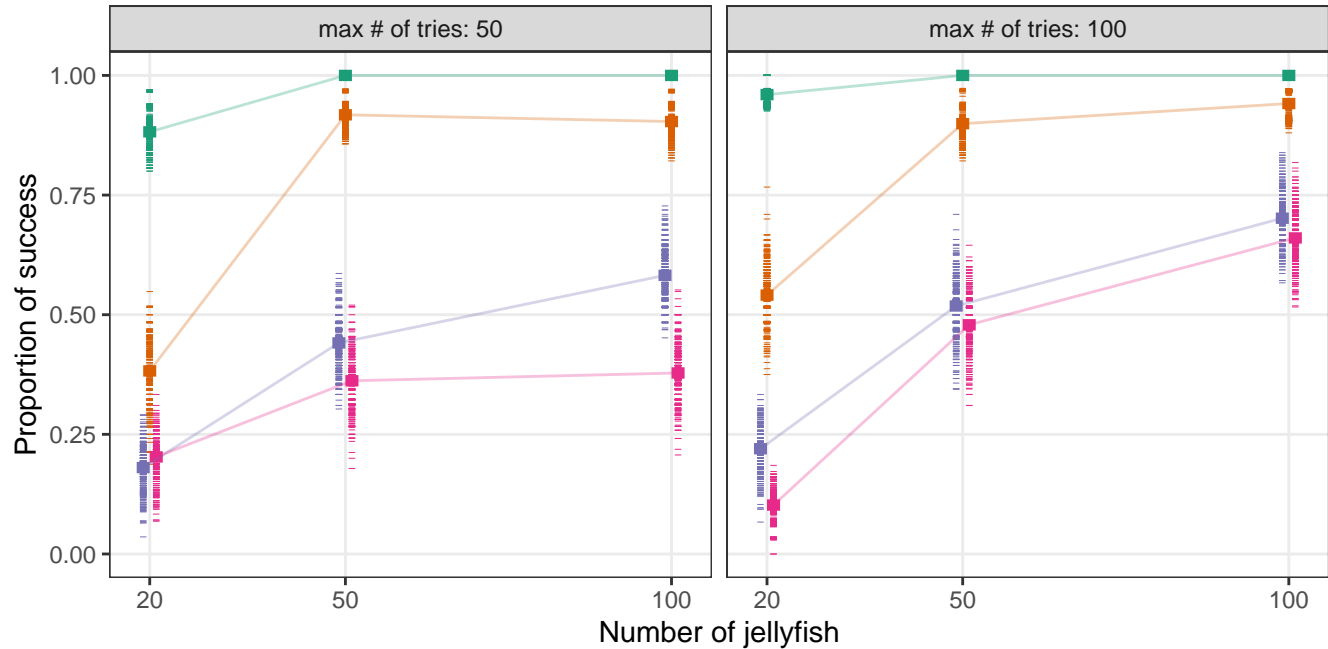 max # of tries: 50
max # of tries: 100
Proportion of success
1.00
0.75
0.50
0.25
0.00
20
50
100
20
50
100
Number of jellyfish